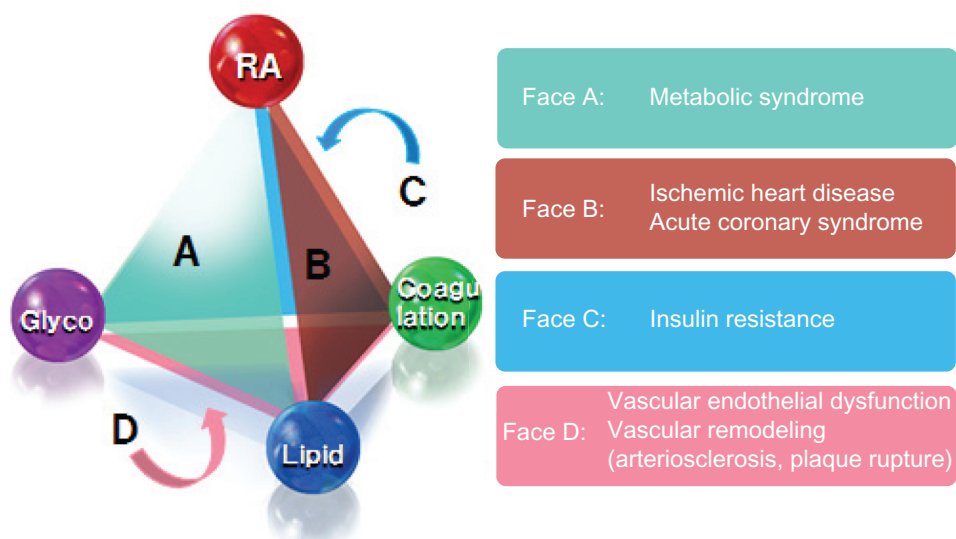 RA
C
A
B
Glyco
Coagu
lation
D
Lipid
Face A: Metabolic syndrome
Face B: Ischemic heart disease
Acute coronary syndrome
Face C: Insulin resistance
Face D: Vascular endothelial dysfunction
Vascular remodeling
(arteriosclerosis, plaque rupture)